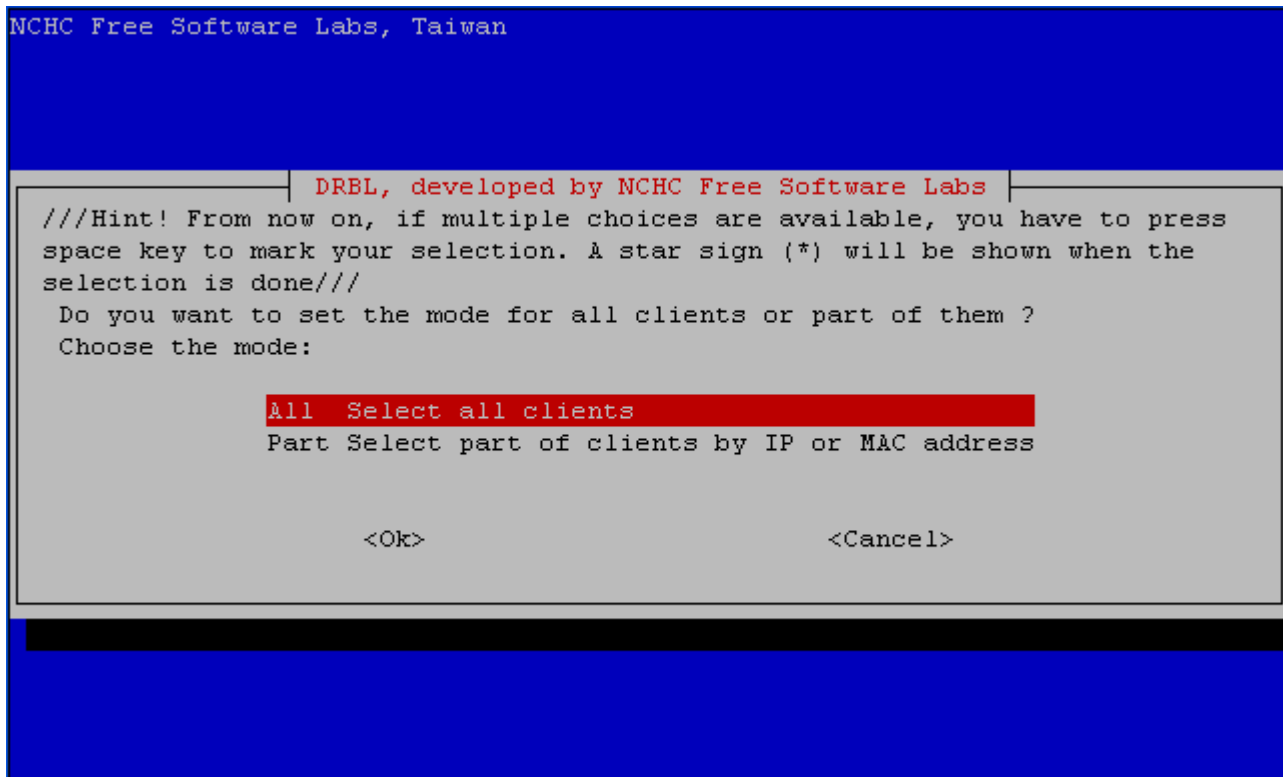 NCHC Free Software Labs, Taiwan
DRBL, developed by NCHC Free Software Labs
///Hint! From now on, if multiple choices are available, you have to press
space key to mark your selection. A star sign (*) will be shown when the
selection is done///
Do you want to set the mode for all clients or part of them ?
Choose the mode:
All Select all clients
Part Select part of clients by IP or MAC address
<Ok> <Cancel>